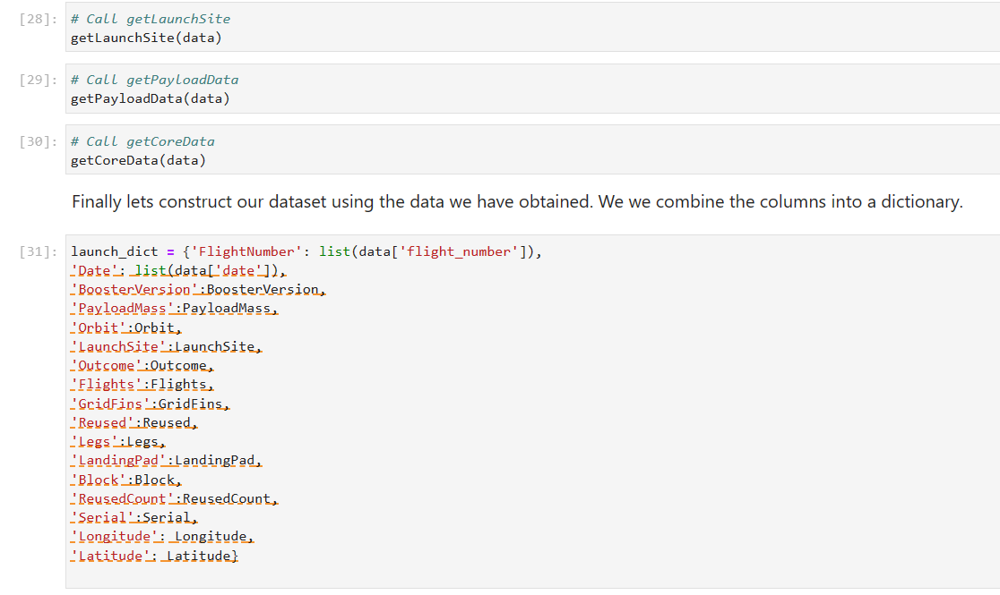 [28]: # Call getLaunchSite
getLaunchSite(data)
[29]: # Call getPayloadData
getPayloadData(data)
[30]: # Call getCoreData
getCoreData(data)
Finally lets construct our dataset using the data we have obtained. We we combine the columns into a dictionary.
[31]: launch_dict = {'FlightNumber': list(data['flight_number']),
'Date': list(data['date']),
'BoosterVersion':BoosterVersion,
'PayloadMass':PayloadMass,
'Orbit':Orbit,
'LaunchSite':LaunchSite,
'Outcome':Outcome,
'Flights':Flights,
'GridFins':GridFins,
'Reused':Reused,
'Legs':Legs,
'LandingPad':LandingPad,
'Block':Block,
'ReusedCount':ReusedCount,
'Serial':Serial,
'Longitude': Longitude,
'Latitude': Latitude}